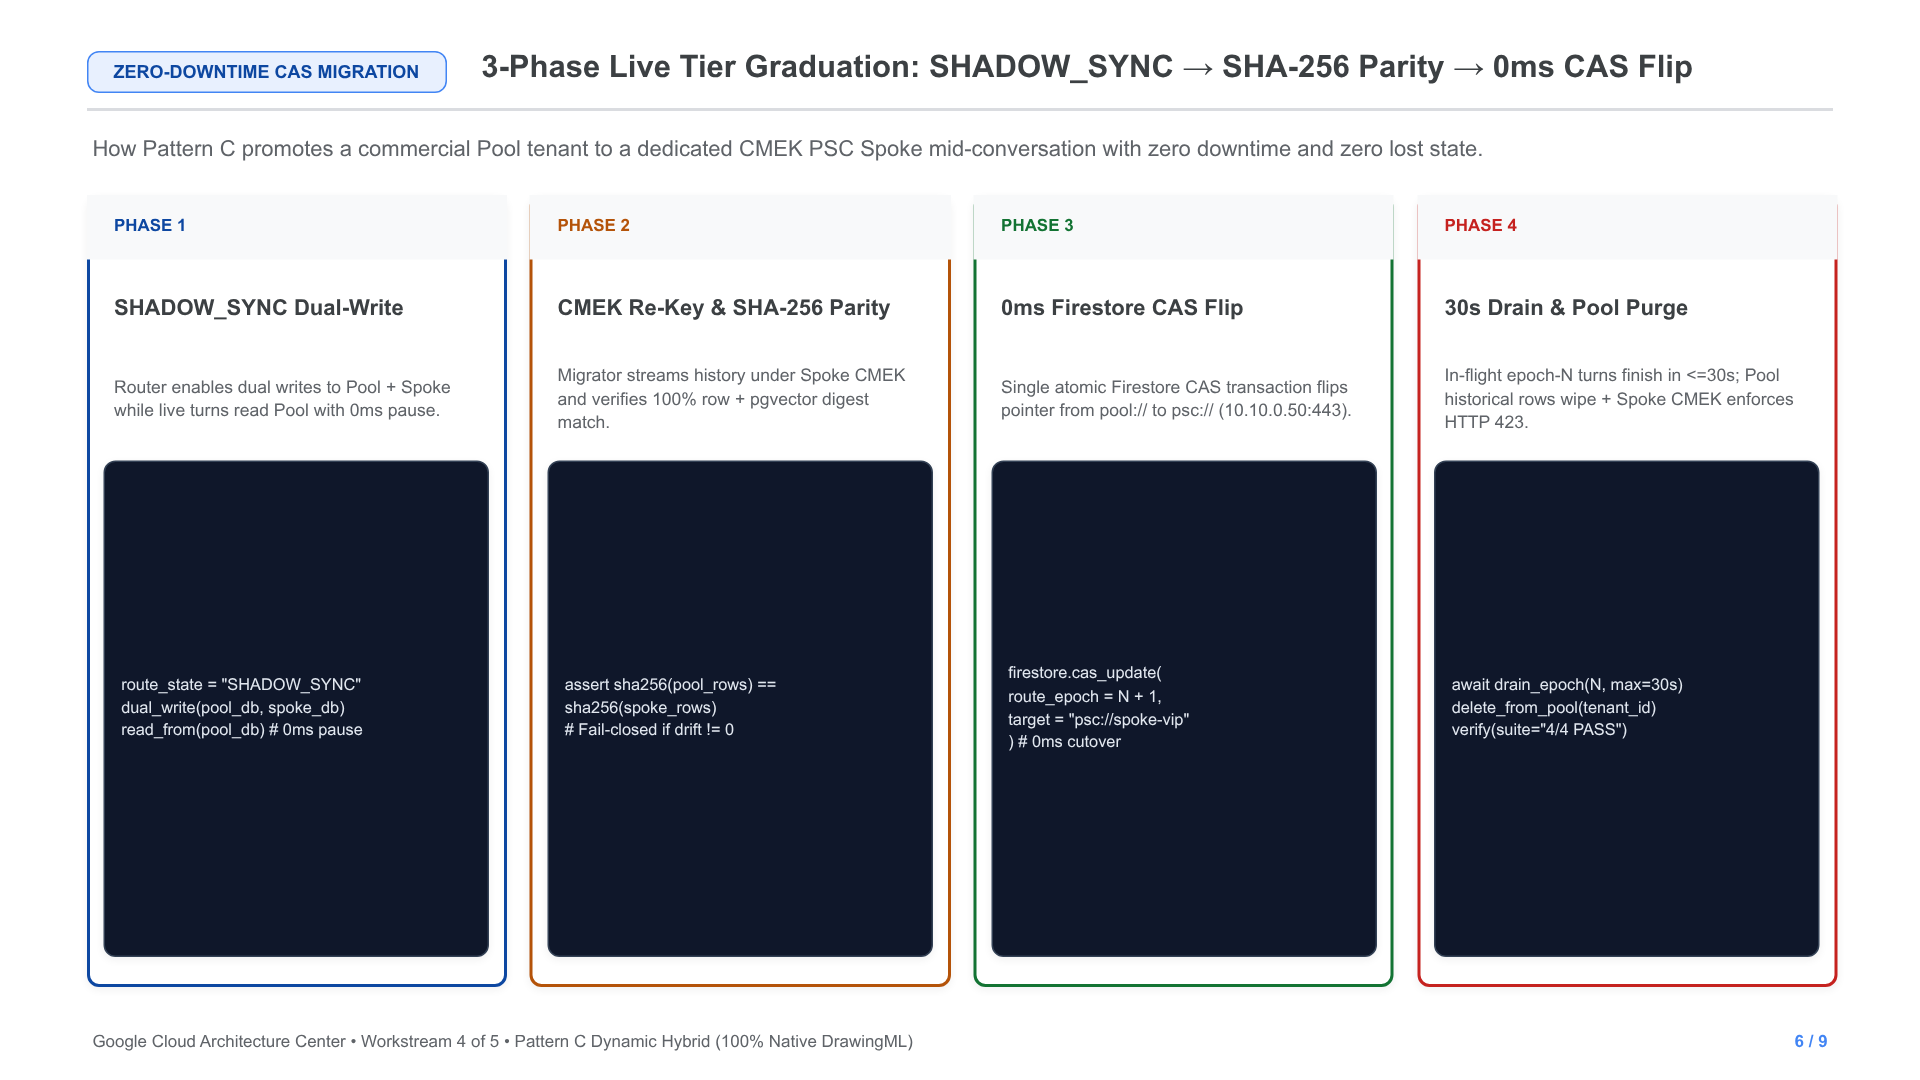 ZERO-DOWNTIME CAS MIGRATION
3-Phase Live Tier Graduation: SHADOW_SYNC → SHA-256 Parity → 0ms CAS Flip
How Pattern C promotes a commercial Pool tenant to a dedicated CMEK PSC Spoke mid-conversation with zero downtime and zero lost state.
PHASE 1
SHADOW_SYNC Dual-Write
Router enables dual writes to Pool + Spoke
while live turns read Pool with 0ms pause.
route_state = "SHADOW_SYNC"
dual_write(pool_db, spoke_db)
read_from(pool_db) # 0ms pause
PHASE 2
CMEK Re-Key & SHA-256 Parity
Migrator streams history under Spoke CMEK
and verifies 100% row + pgvector digest
match.
assert sha256(pool_rows) ==
sha256(spoke_rows)
# Fail-closed if drift != 0
PHASE 3
0ms Firestore CAS Flip
Single atomic Firestore CAS transaction flips
pointer from pool:// to psc:// (10.10.0.50:443).
firestore.cas_update(
route_epoch = N + 1,
target = "psc://spoke-vip"
) # 0ms cutover
PHASE 4
30s Drain & Pool Purge
In-flight epoch-N turns finish in <=30s; Pool
historical rows wipe + Spoke CMEK enforces
HTTP 423.
await drain_epoch(N, max=30s)
delete_from_pool(tenant_id)
verify(suite="4/4 PASS")
Google Cloud Architecture Center • Workstream 4 of 5 • Pattern C Dynamic Hybrid (100% Native DrawingML)
6 / 9